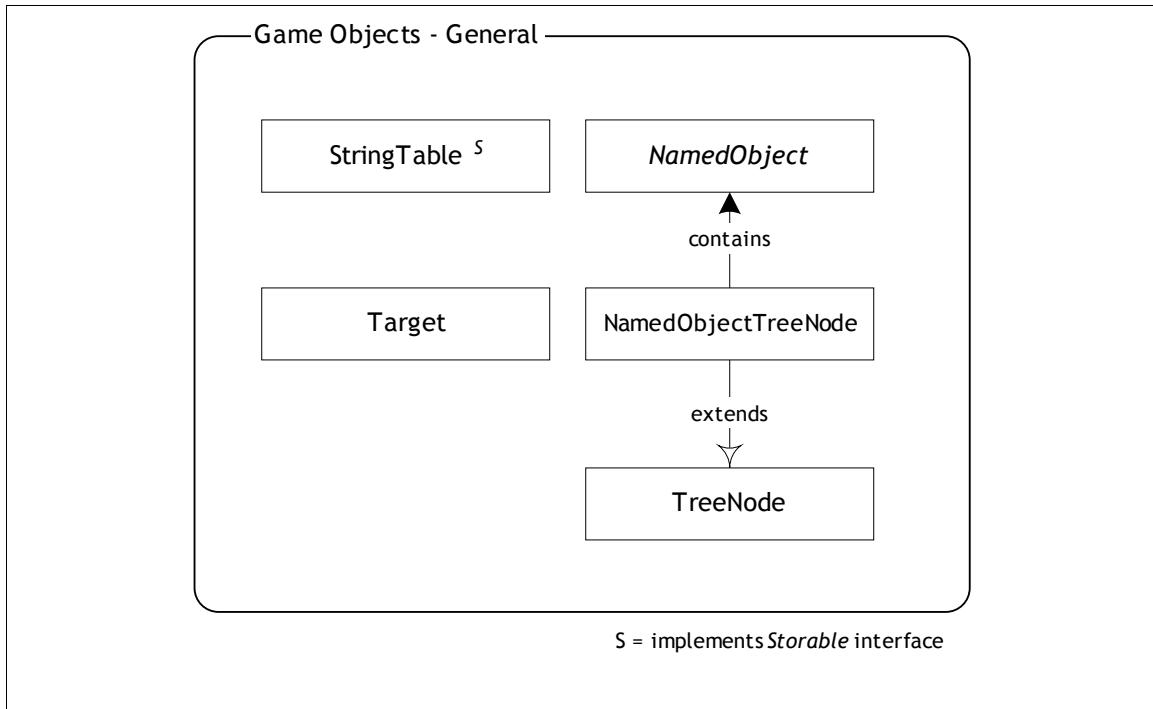 Game Objects - General
StringTable S
NamedObject
contains
Target
NamedObjectTreeNode
extends
TreeNode
S = implements Storable interface